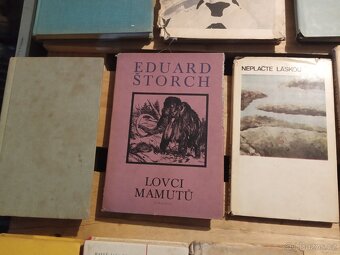 EDUARD
ŠTORCH
LOVCI
MAMUTŮ
NEPLAČTE LÁSKOU